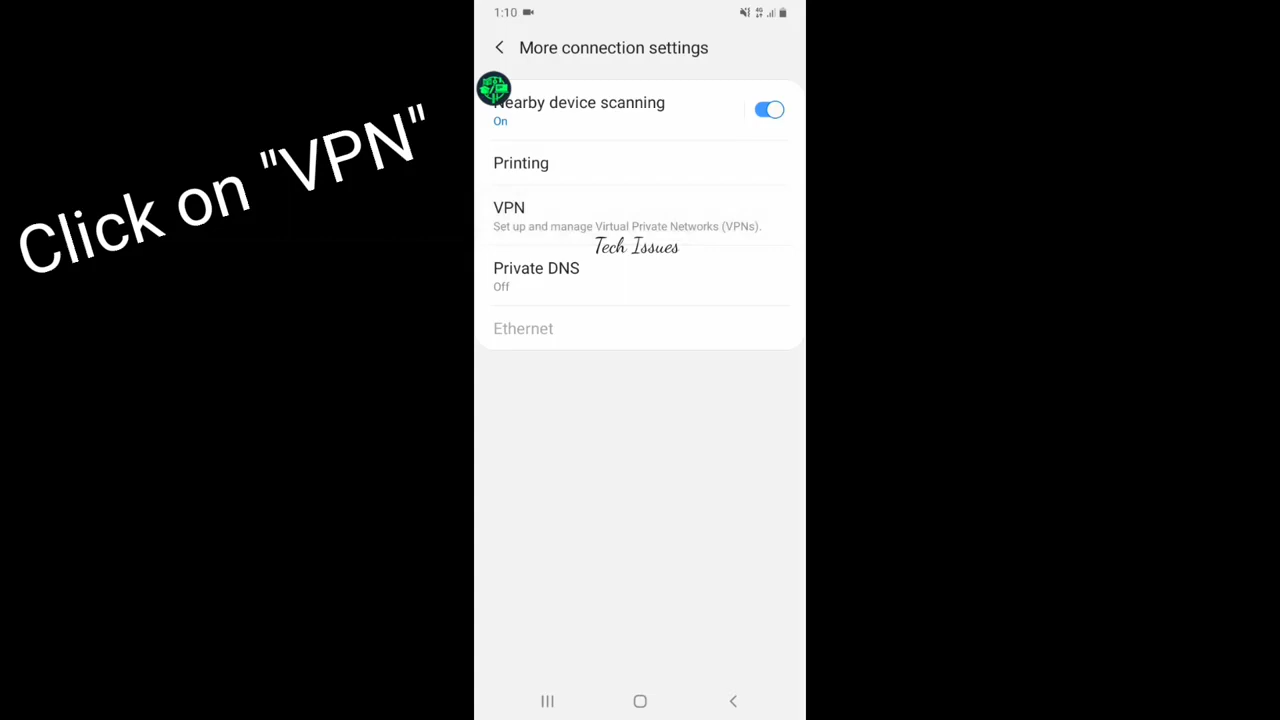 Click on "VPN"
1:10
4G
More connection settings
Nearby device scanning
On
Printing
VPN
Set up and manage Virtual Private Networks (VPNs).
Tech Issues
Private DNS
Off
Ethernet